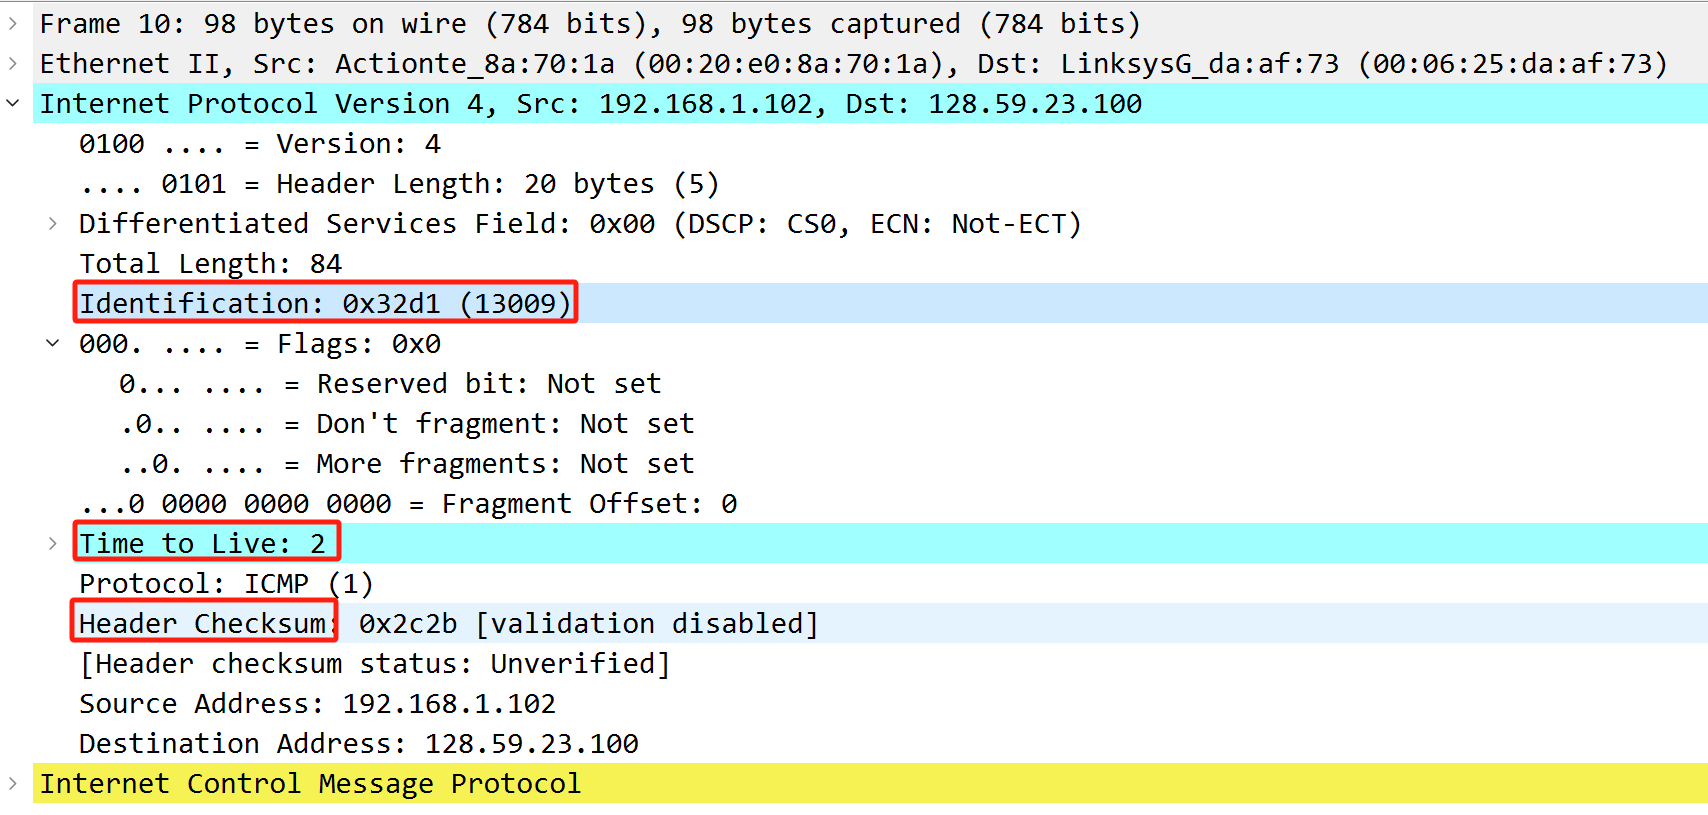 Frame 10: 98 bytes on wire (784 bits), 98 bytes captured (784 bits)
Ethernet II, Src: Actionte_8a:70:1a (00:20:e0:8a:70:1a), Dst: LinksysG_da:af:73 (00:06:25:da:af:73)
Internet Protocol Version 4, Src: 192.168.1.102, Dst: 128.59.23.100
0100 .... = Version: 4
.... 0101 = Header Length: 20 bytes (5)
Differentiated Services Field: 0x00 (DSCP: CS0, ECN: Not-ECT)
Total Length: 84
Identification: 0x32d1 (13009)
000. .... = Flags: 0x0
0... .... = Reserved bit: Not set
.0.. .... = Don't fragment: Not set
..0. .... = More fragments: Not set
...0 0000 0000 0000 = Fragment Offset: 0
Time to Live: 2
Protocol: ICMP (1)
Header Checksum: 0x2c2b [validation disabled]
[Header checksum status: Unverified]
Source Address: 192.168.1.102
Destination Address: 128.59.23.100
Internet Control Message Protocol